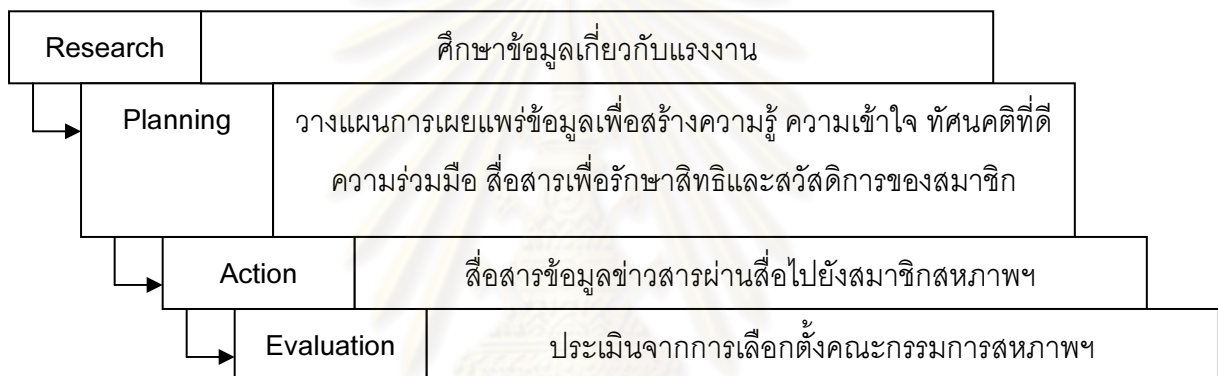 Research ศึกษาข้อมูลเกี่ยวกับแรงงาน
Planning วางแผนการเผยแพร่ข้อมูลเพื่อสร้างความรู้ ความเข้าใจ ทัศนคติที่ดี
ความร่วมมือ สื่อสารเพื่อรักษาสิทธิและสวัสดิการของสมาชิก
Action สื่อสารข้อมูลข่าวสารผ่านสื่อไปยังสมาชิกสหภาพฯ
Evaluation ประเมินจากการเลือกตั้งคณะกรรมการสหภาพฯ